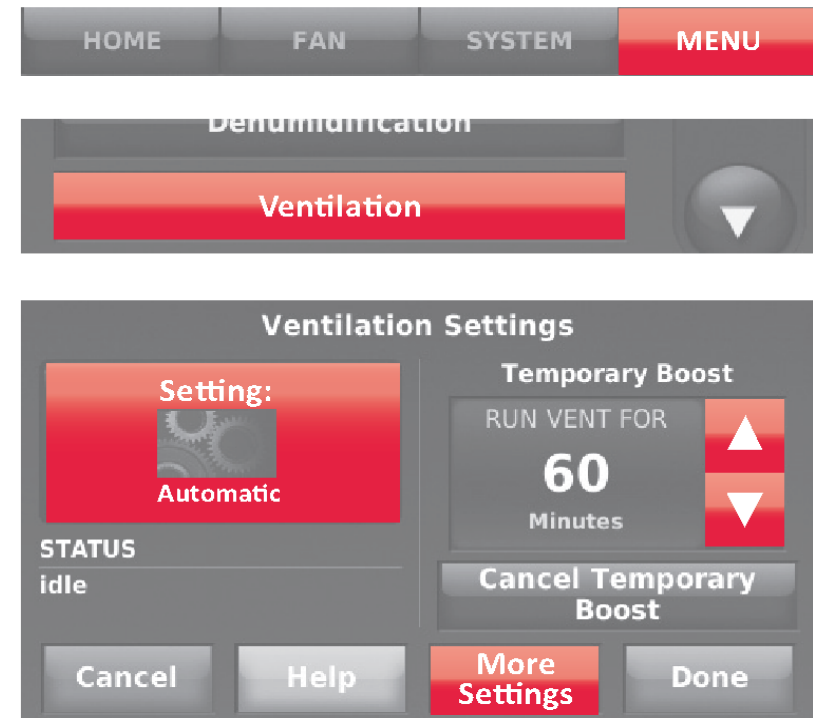 HOME FAN SYSTEM MENU
Dehumidification
Ventilation
Ventilation Settings
Setting:
Automatic
STATUS
idle
Temporary Boost
RUN VENT FOR
60
Minutes
Cancel Temporary
Boost
Cancel Help More
Settings Done